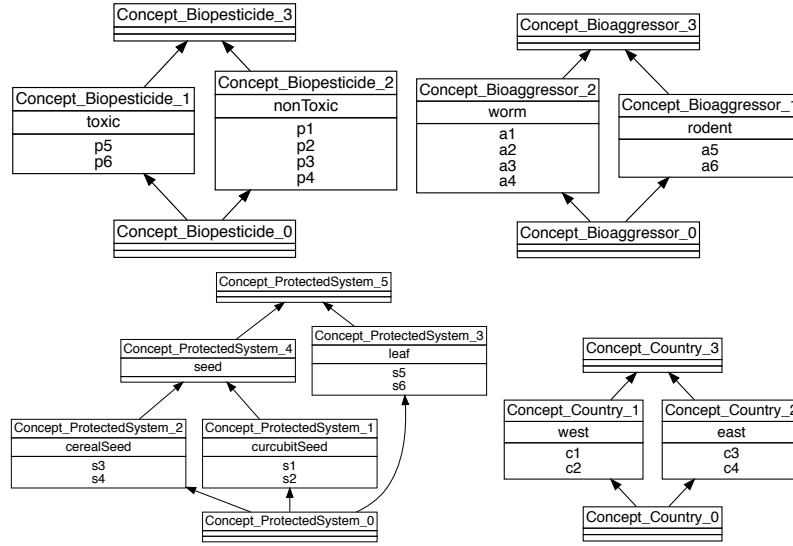 Concept_Biopesticide_3
Concept_Biopesticide_1
toxic
p5
p6
Concept_Biopesticide_2
nonToxic
p1
p2
p3
p4
Concept_Biopesticide_0
Concept_Bioaggressor_3
Concept_Bioaggressor_2
worm
a1
a2
a3
a4
Concept_Bioaggressor_1
rodent
a5
a6
Concept_Bioaggressor_0
Concept_ProtectedSystem_5
Concept_ProtectedSystem_4
seed
Concept_ProtectedSystem_3
leaf
s5
s6
Concept_ProtectedSystem_2
cerealSeed
s3
s4
Concept_ProtectedSystem_1
curcubitSeed
s1
s2
Concept_ProtectedSystem_0
Concept_Country_3
Concept_Country_1
west
c1
c2
Concept_Country_2
east
c3
c4
Concept_Country_0